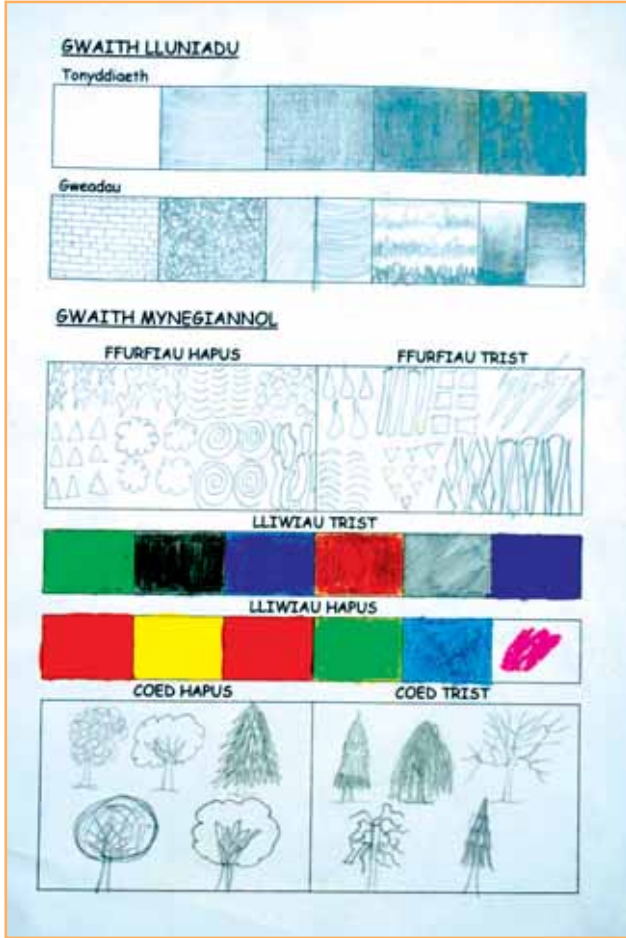 GWAITH LLUNIADU
Tonyddiaeth
Gweadau
GWAITH MYNEGIANNOL
FFURFIAU HAPUS FFURFIAU TRIST
LLIWIAU TRIST
LLIWIAU HAPUS
COED HAPUS COED TRIST